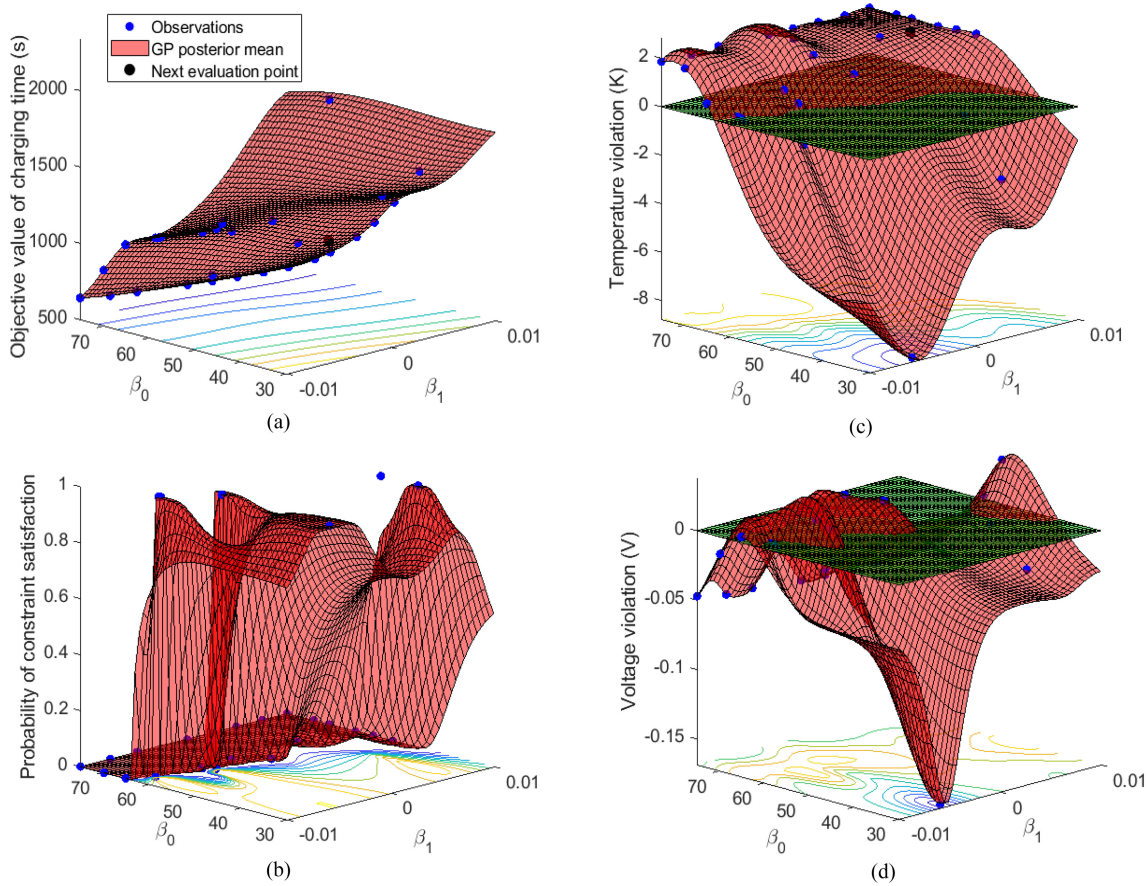 Observations
GP posterior mean
Next evaluation point
Objective value of charging time (s)
2000
1500
1000
500
70
60
50
40
30
β0
-0.01
0
0.01
β1
(a)
Temperature violation (K)
2
0
-2
-4
-6
-8
70
60
50
40
30
β0
-0.01
0
0.01
β1
(c)
Probability of constraint satisfaction
1
0.8
0.6
0.4
0.2
0
70
60
50
40
30
β0
-0.01
0
0.01
β1
(b)
Voltage violation (V)
0
-0.05
-0.1
-0.15
70
60
50
40
30
β0
-0.01
0
0.01
β1
(d)